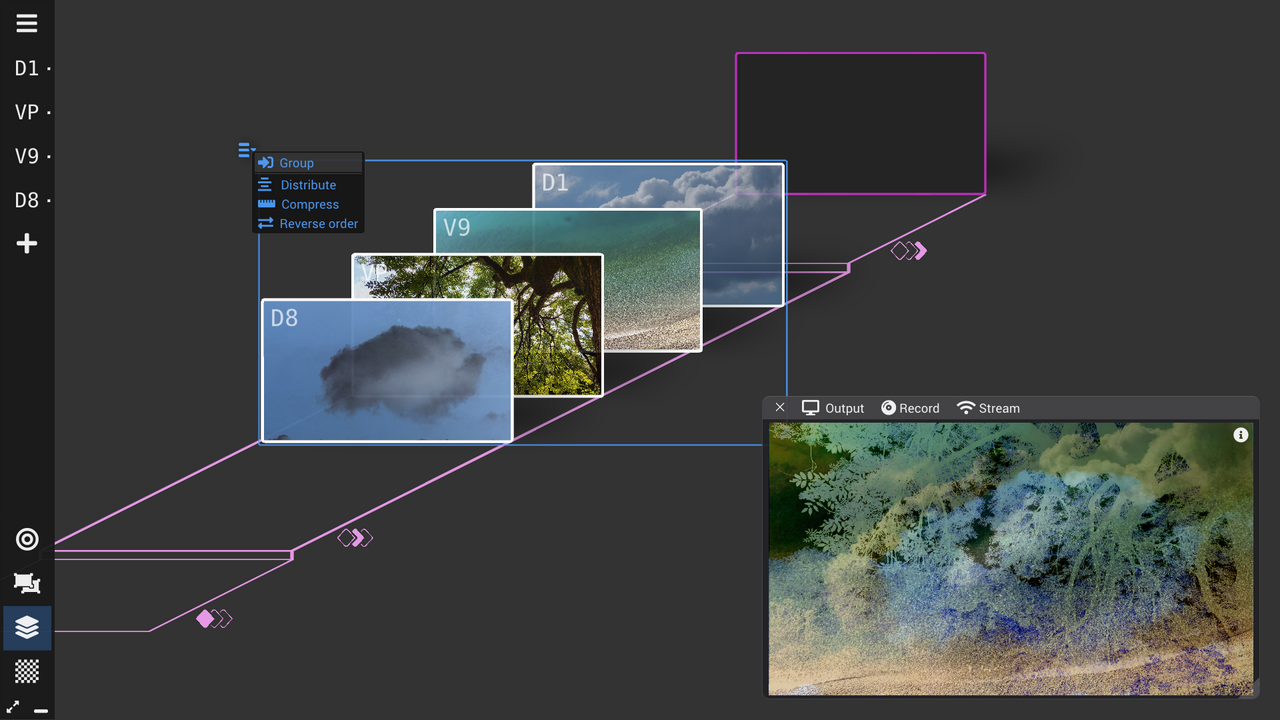 D1
VP
V9
D8
Group
Distribute
Compress
Reverse order
D1
V9
VP
D8
Output
Record
Stream